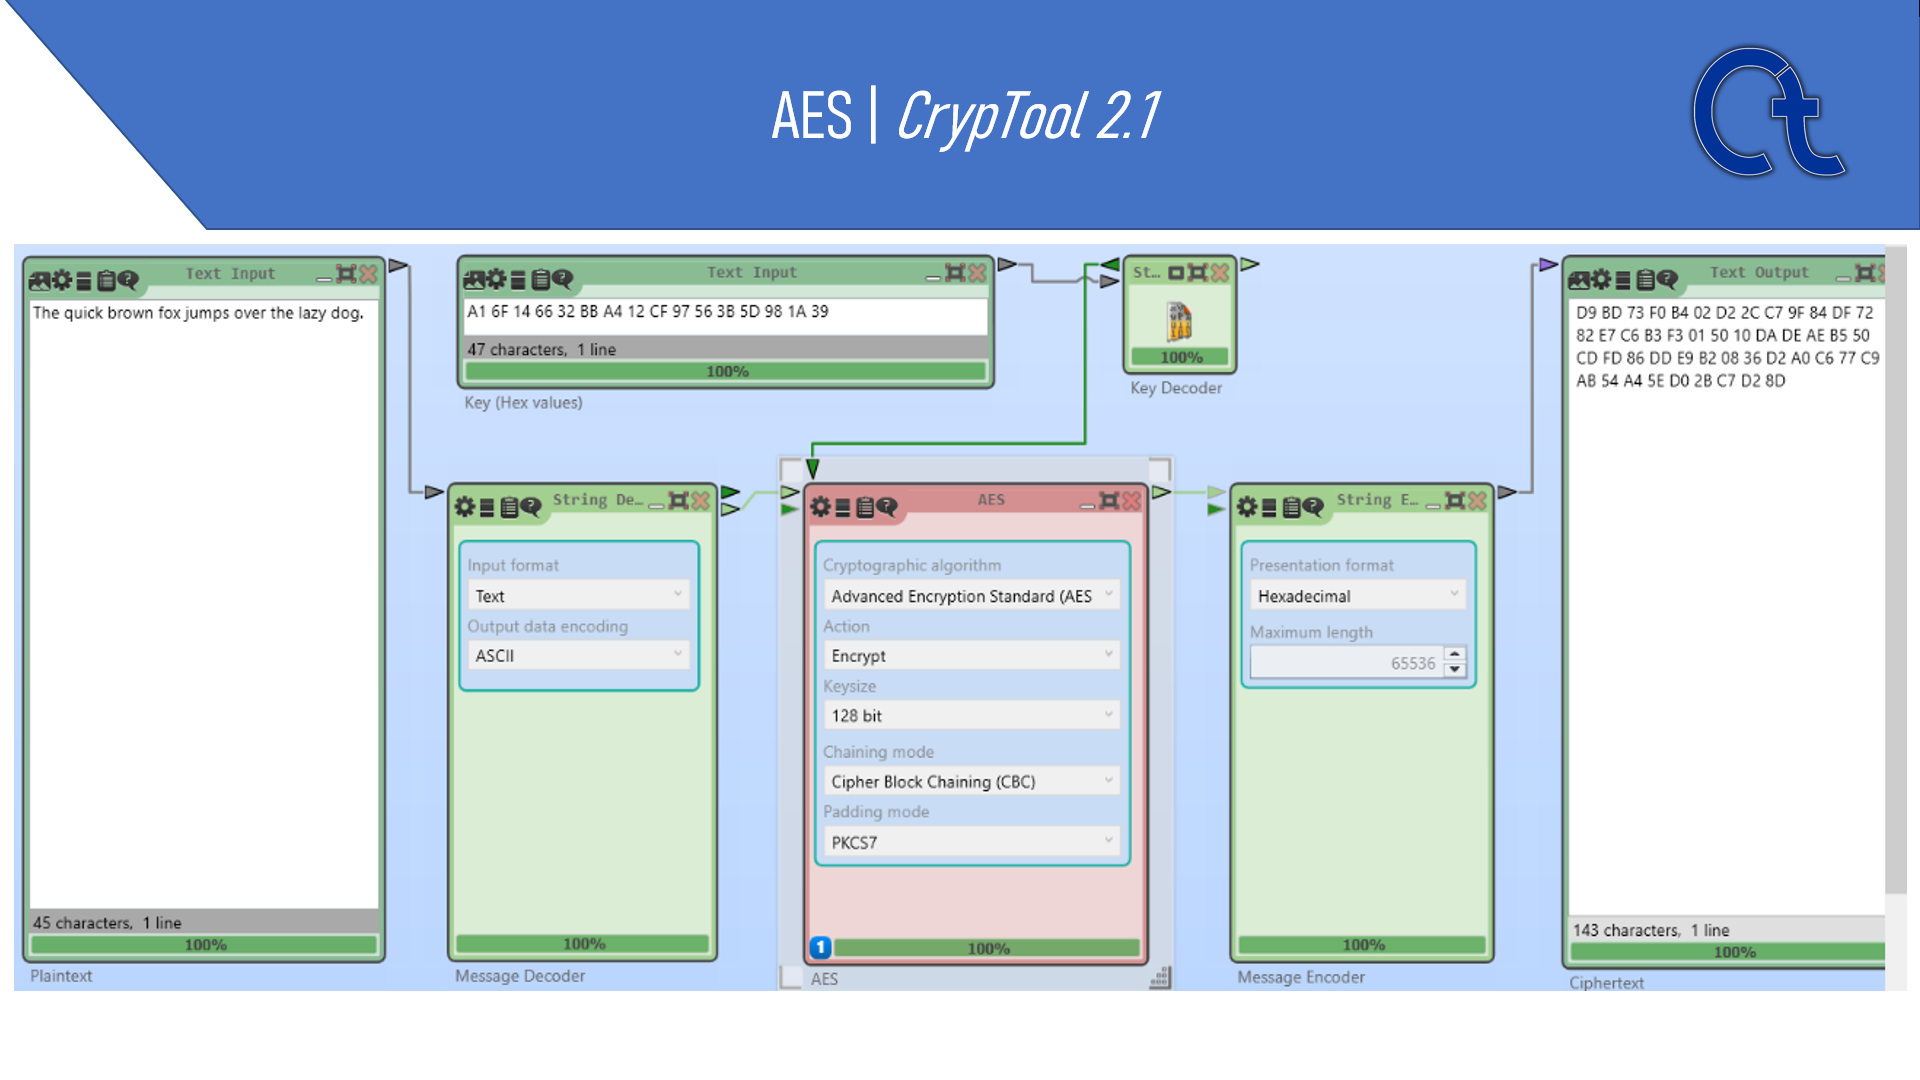 AES | CrypTool 2.1
Ct
Text Input
The quick brown fox jumps over the lazy dog.
45 characters, 1 line
100%
Plaintext
Text Input
A1 6F 14 66 32 BB A4 12 CF 97 56 3B 5D 98 1A 39
47 characters, 1 line
100%
Key (Hex values)
St...
100%
Key Decoder
String De...
Input format
Text
Output data encoding
ASCII
100%
Message Decoder
AES
Cryptographic algorithm
Advanced Encryption Standard (AES
Action
Encrypt
Keysize
128 bit
Chaining mode
Cipher Block Chaining (CBC)
Padding mode
PKCS7
1
100%
AES
String E...
Presentation format
Hexadecimal
Maximum length
65536
100%
Message Encoder
Text Output
D9 BD 73 F0 B4 02 D2 2C C7 9F 84 DF 72
82 E7 C6 B3 F3 01 50 10 DA DE AE B5 50
CD FD 86 DD E9 B2 08 36 D2 A0 C6 77 C9
AB 54 A4 5E D0 2B C7 D2 8D
143 characters, 1 line
100%
Ciphertext